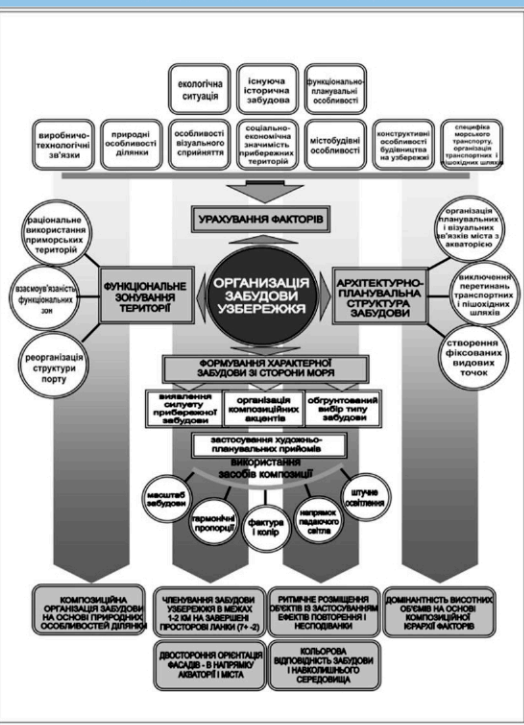 екологічна
ситуація
існуюча
історична
забудова
функціонально-
планувальні
особливості
виробничо-
технологічні
зв'язки
природні
особливості
ділянки
особливості
візуального
сприйняття
соціально-
економічна
значимість
прибережних
територій
містобудівні
особливості
конструктивні
особливості
будівництва
на узбережжі
специфіка
морського
транспорту,
організація
транспортних і
пішохідних шляхів
УРАХУВАННЯ ФАКТОРІВ
раціональне
використання
приморських
територій
взаємоув'язаність
функціональних
зон
реорганізація
структури
порту
ФУНКЦІОНАЛЬНЕ
ЗОНУВАННЯ
ТЕРИТОРІЇ
ОРГАНИЗАЦІЯ
ЗАБУДОВИ
УЗБЕРЕЖЖЯ
АРХІТЕКТУРНО-
ПЛАНУВАЛЬНА
СТРУКТУРА
ЗАБУДОВИ
організація
планувальних
і візуальних
зв'язків міста з
акваторією
виключення
перетинань
транспортних
і пішохідних
шляхів
створення
фіксованих
видових
точок
ФОРМУВАННЯ ХАРАКТЕРНОЇ
ЗАБУДОВИ ЗІ СТОРОНИ МОРЯ
виявлення
силуету
прибережної
забудови
організація
композиційних
акцентів
обгрунтований
вибір типу
забудови
застосування художньо-
планувальних прийомів
використання
засобів композиції
масштаб
забудови
гармонічні
пропорції
фактура
і колір
напрямок
падаючого
світла
штучне
освітлення
КОМПОЗИЦІЙНА
ОРГАНІЗАЦІЯ ЗАБУДОВИ
НА ОСНОВІ ПРИРОДНИХ
ОСОБЛИВОСТЕЙ ДІЛЯНКИ
ЧЛЕНУВАННЯ ЗАБУДОВИ
УЗБЕРЕЖЖЯ В МЕЖАХ
1-2 КМ НА ЗАВЕРШЕНІ
ПРОСТОРОВІ ЛАНКИ (7+ -2)
РИТМІЧНЕ РОЗМІЩЕННЯ
ОБ'ЄКТІВ ІЗ ЗАСТОСУВАННЯМ
ЕФЕКТІВ ПОВТОРЕННЯ І
НЕСПОДІВАНКИ
ДОМІНАНТНІСТЬ ВИСОТНИХ
ОБ'ЄМІВ НА ОСНОВІ
КОМПОЗИЦІЙНОЇ
ІЄРАРХІЇ ФАКТОРІВ
ДВОСТОРОННЯ ОРІЄНТАЦІЯ
ФАСАДІВ - В НАПРЯМКУ
АКВАТОРІЇ І МІСТА
КОЛЬОРОВА
ВІДПОВІДНІСТЬ ЗАБУДОВИ
І НАВКОЛИШНЬОГО
СЕРЕДОВИЩА